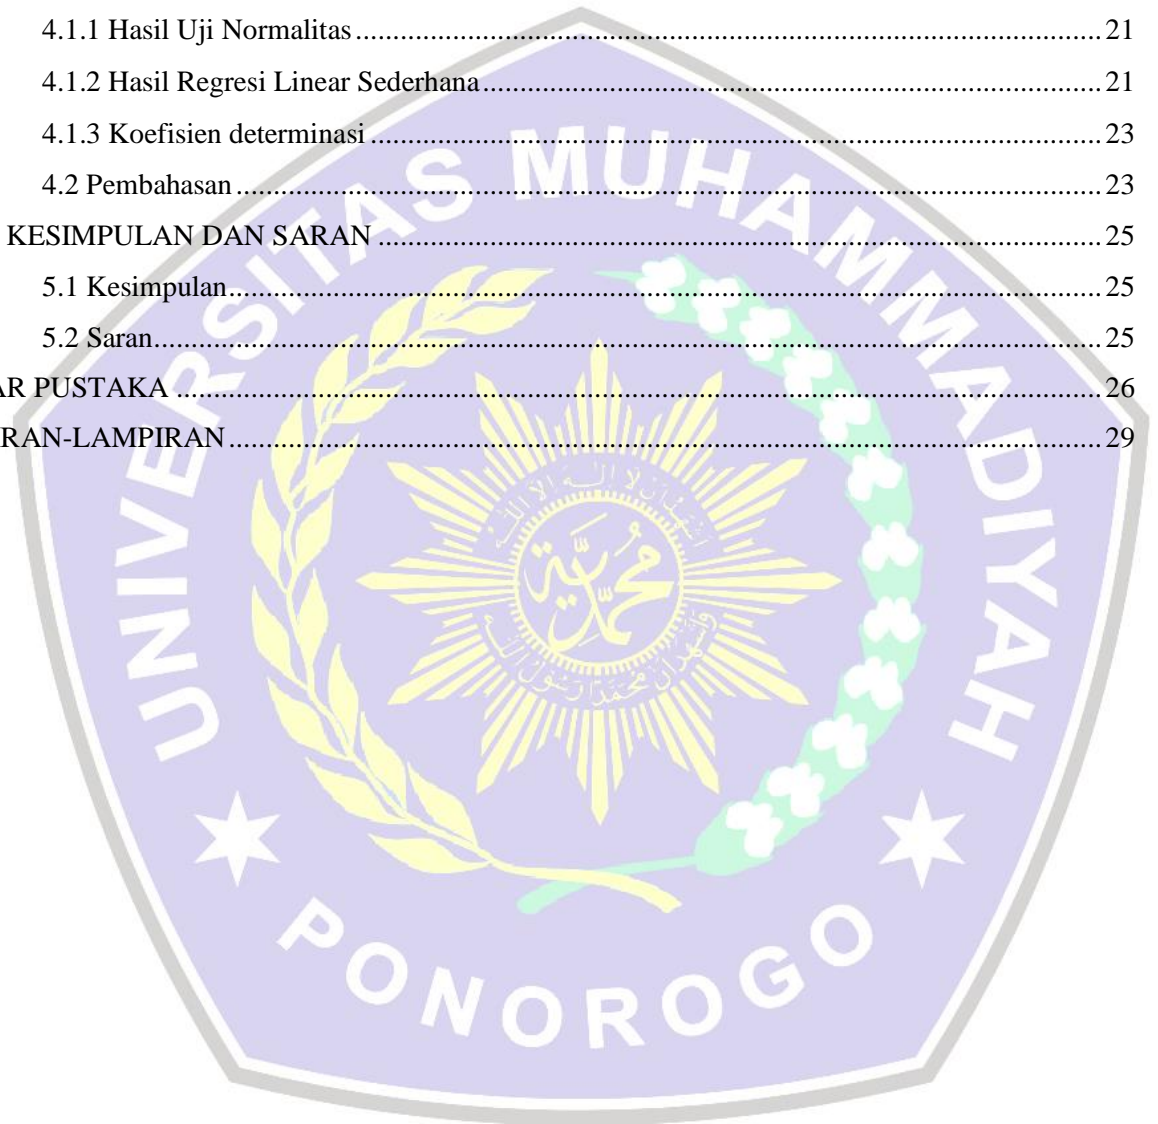 4.1.1 Hasil Uji Normalitas ........ 21
4.1.2 Hasil Regresi Linear Sederhana ........ 21
4.1.3 Koefisien determinasi ........ 23
4.2 Pembahasan ........ 23
KESIMPULAN DAN SARAN ........ 25
5.1 Kesimpulan ........ 25
5.2 Saran ........ 25
AR PUSTAKA ........ 26
RAN-LAMPIRAN ........ 29
UNIVERSITAS MUHAMMADIYAH
محمدية
PONOROGO